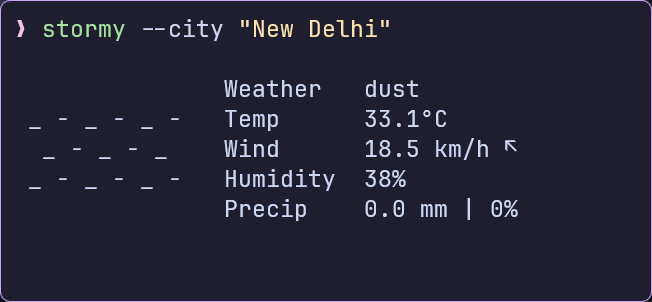 ❱ stormy --city "New Delhi"
Weather dust
_ - _ - _ - Temp 33.1°C
_ - _ - _ Wind 18.5 km/h ↖
_ - _ - _ - Humidity 38%
Precip 0.0 mm | 0%